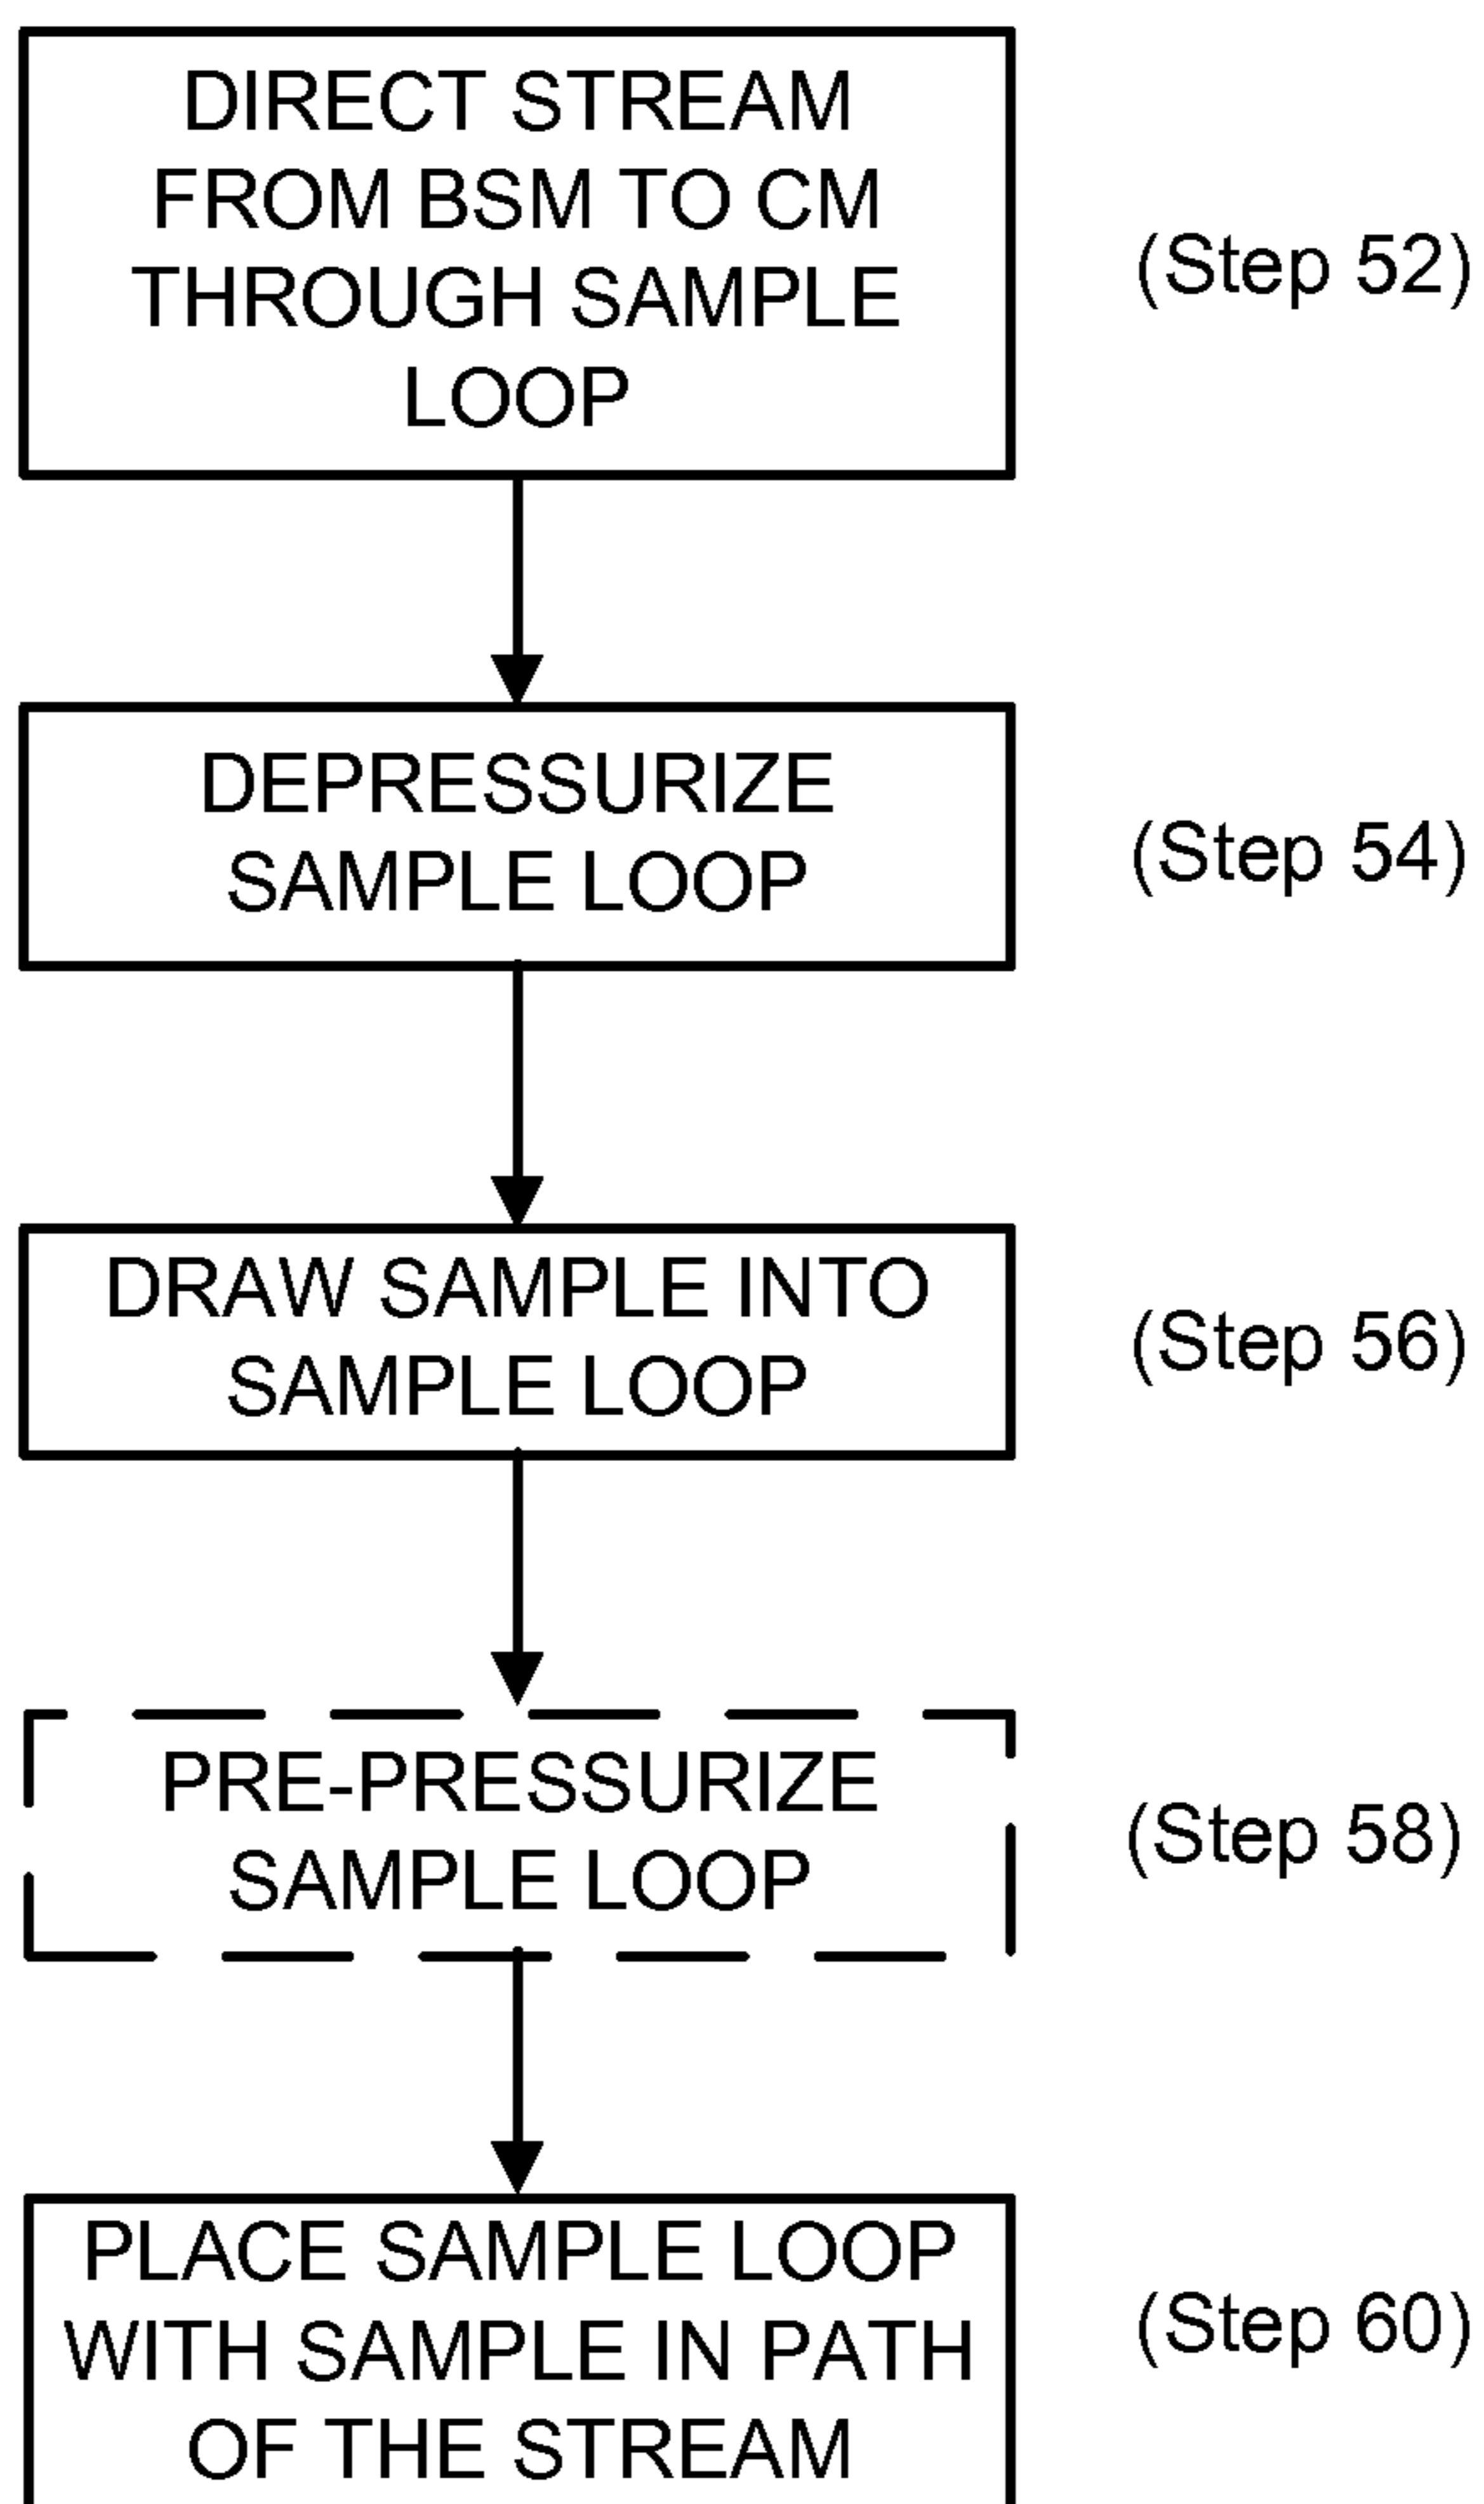 DIRECT STREAM
FROM BSM TO CM
THROUGH SAMPLE
LOOP
(Step 52)
DEPRESSURIZE
SAMPLE LOOP
(Step 54)
DRAW SAMPLE INTO
SAMPLE LOOP
(Step 56)
PRE-PRESSURIZE
SAMPLE LOOP
(Step 58)
PLACE SAMPLE LOOP
WITH SAMPLE IN PATH
OF THE STREAM
(Step 60)